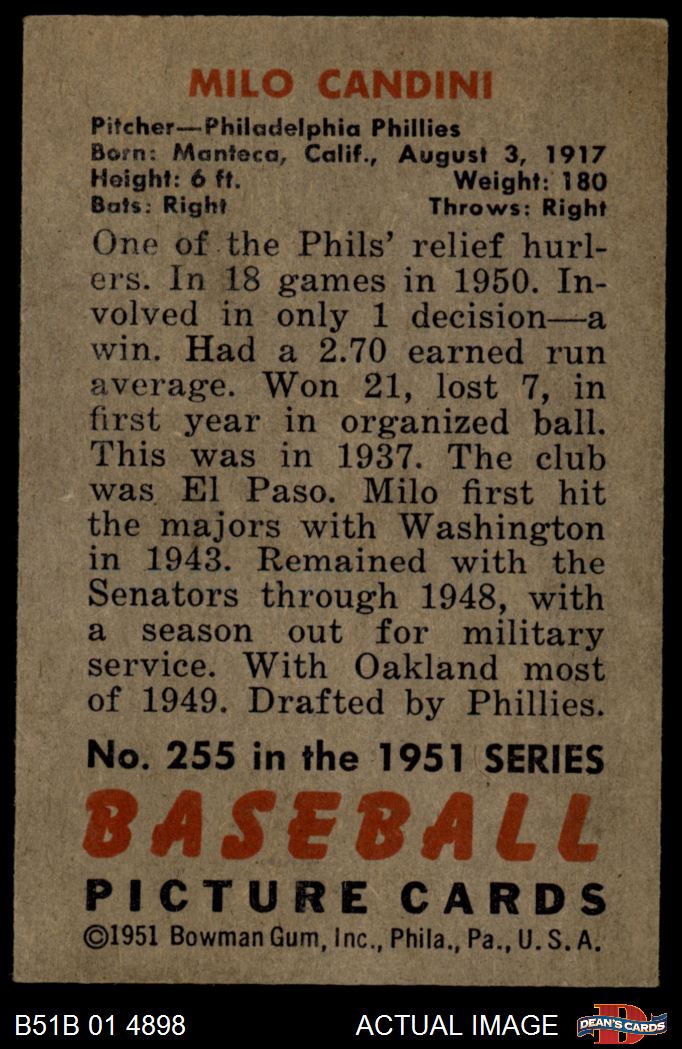 MILO CANDINI
Pitcher—Philadelphia Phillies
Born: Manteca, Calif., August 3, 1917
Height: 6 ft. Weight: 180
Bats: Right Throws: Right
One of the Phils' relief hurl-
ers. In 18 games in 1950. In-
volved in only 1 decision—a
win. Had a 2.70 earned run
average. Won 21, lost 7, in
first year in organized ball.
This was in 1937. The club
was El Paso. Milo first hit
the majors with Washington
in 1943. Remained with the
Senators through 1948, with
a season out for military
service. With Oakland most
of 1949. Drafted by Phillies.
No. 255 in the 1951 SERIES
BASEBALL
PICTURE CARDS
©1951 Bowman Gum, Inc., Phila., Pa., U. S. A.
B51B 01 4898 ACTUAL IMAGE
DEAN'S CARDS